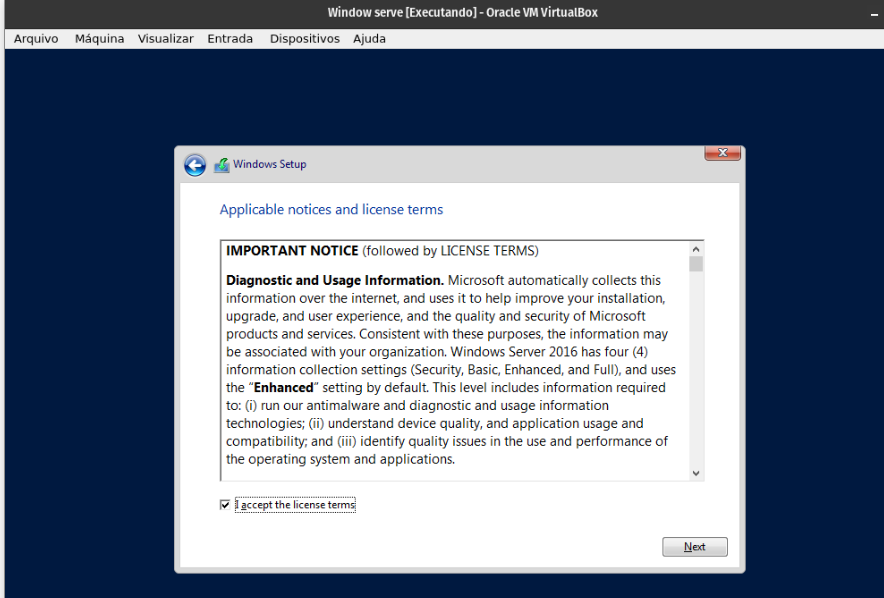 Window serve [Executando] - Oracle VM VirtualBox
Arquivo Máquina Visualizar Entrada Dispositivos Ajuda
Windows Setup
Applicable notices and license terms
IMPORTANT NOTICE (followed by LICENSE TERMS)
Diagnostic and Usage Information. Microsoft automatically collects this
information over the internet, and uses it to help improve your installation,
upgrade, and user experience, and the quality and security of Microsoft
products and services. Consistent with these purposes, the information may
be associated with your organization. Windows Server 2016 has four (4)
information collection settings (Security, Basic, Enhanced, and Full), and uses
the “Enhanced” setting by default. This level includes information required
to: (i) run our antimalware and diagnostic and usage information
technologies; (ii) understand device quality, and application usage and
compatibility; and (iii) identify quality issues in the use and performance of
the operating system and applications.
I accept the license terms
Next